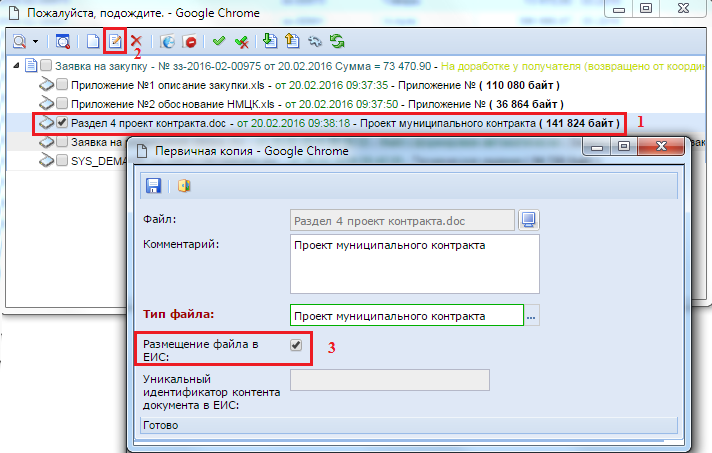 Пожалуйста, подождите. - Google Chrome
2
Заявка на закупку - № зз-2016-02-00975 от 20.02.2016 Сумма = 73 470.90 - На доработке у получателя (возвращено от коорди
Приложение №1 описание закупки.xls - от 20.02.2016 09:37:35 - Приложение № ( 110 080 байт )
Приложение №2 обоснование НМЦК.xls - от 20.02.2016 09:37:50 - Приложение № ( 36 864 байт )
Раздел 4 проект контракта.doc - от 20.02.2016 09:38:18 - Проект муниципального контракта ( 141 824 байт )
1
Заявка на
зак
SYS_DEMA
Первичная копия - Google Chrome
Файл:
Раздел 4 проект контракта.doc
Комментарий:
Проект муниципального контракта
Тип файла:
Проект муниципального контракта
...
Размещение файла в
ЕИС:
3
Уникальный
идентификатор контента
документа в ЕИС:
Готово